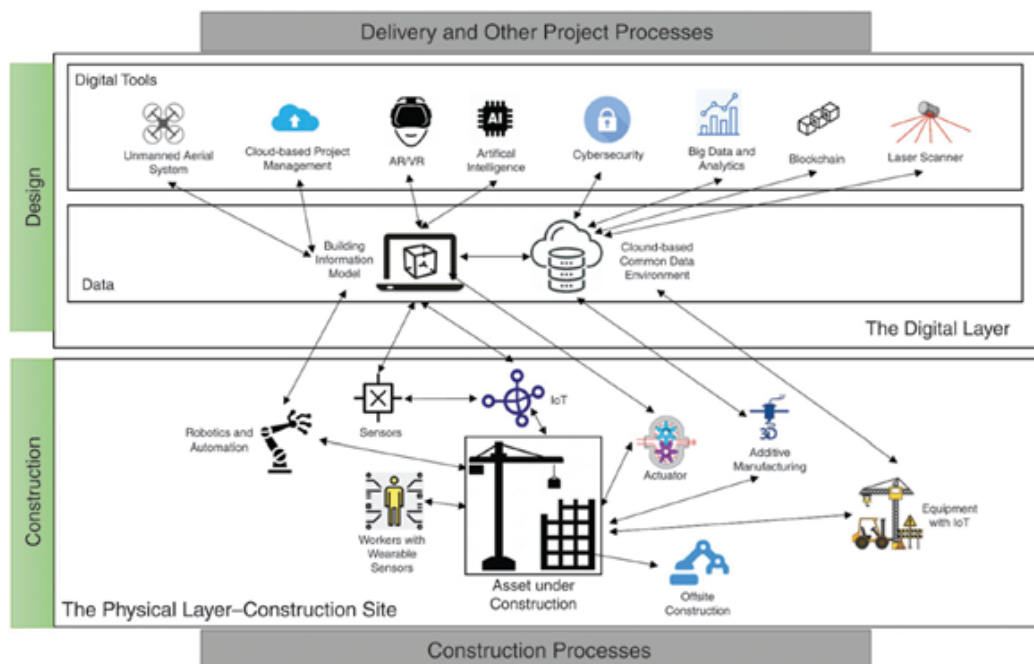 Delivery and Other Project Processes
Design
Digital Tools
Unmanned Aerial
System
Cloud-based Project
Management
AR/VR
AI
Artifical
Intelligence
Cybersecurity
Big Data and
Analytics
Blockchain
Laser Scanner
Building
Information
Model
Clound-based
Common Data
Environment
Data
The Digital Layer
Construction
Robotics and
Automation
Sensors
IoT
Actuator
3D
Additive
Manufacturing
Workers with
Wearable
Sensors
Equipment
with IoT
Asset under
Construction
Offsite
Construction
The Physical Layer–Construction Site
Construction Processes